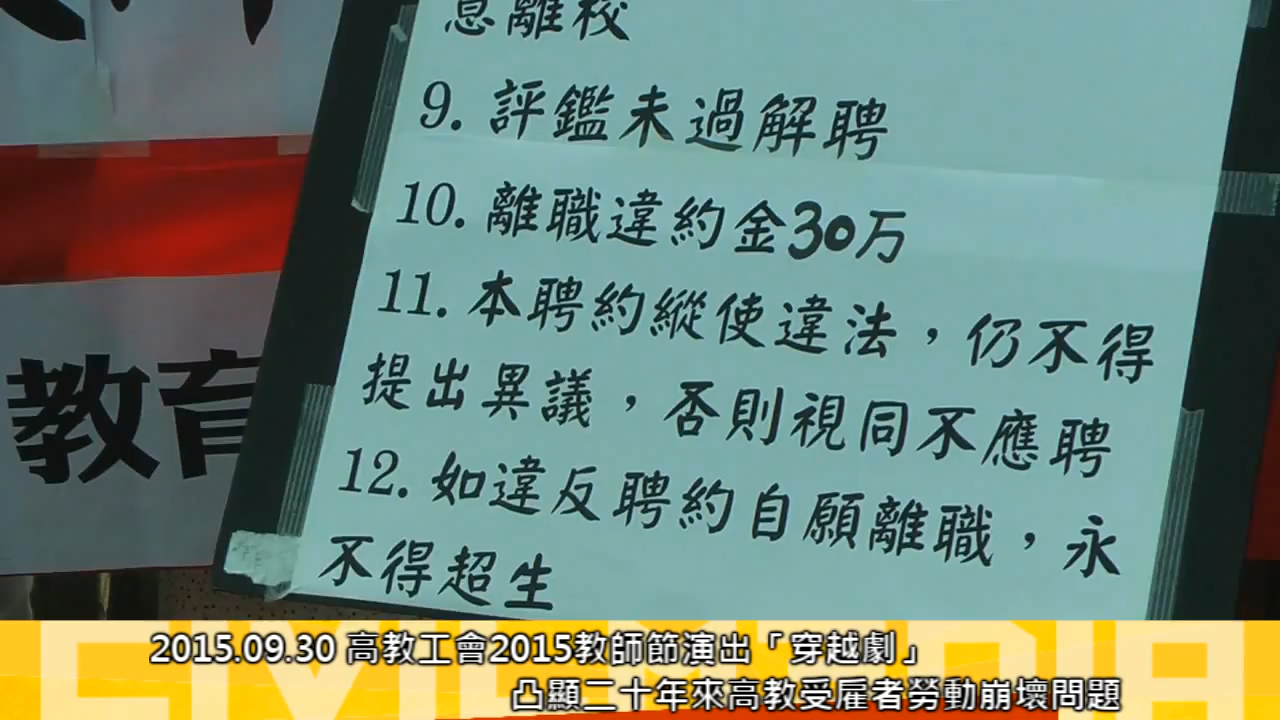 息離校
9. 評鑑未過解聘
10. 離職違約金30万
11. 本聘約縱使違法，仍不得
提出異議，否則視同不應聘
12. 如違反聘約自願離職，永
不得超生
教育
2015.09.30 高教工會2015教師節演出「穿越劇」
凸顯二十年來高教受雇者勞動崩壞問題